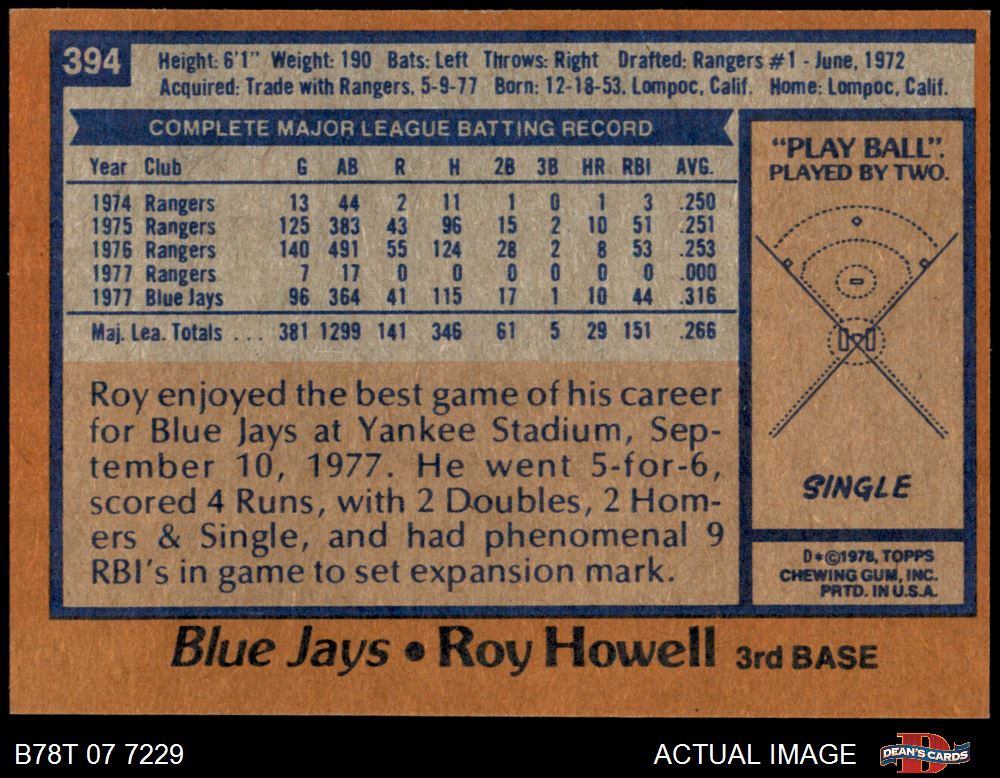 394
Height: 6'1" Weight: 190 Bats: Left Throws: Right Drafted: Rangers #1 - June, 1972
Acquired: Trade with Rangers, 5-9-77 Born: 12-18-53, Lompoc, Calif. Home: Lompoc, Calif.
COMPLETE MAJOR LEAGUE BATTING RECORD
Year Club G AB R H 2B 3B HR RBI AVG.
1974 Rangers 13 44 2 11 1 0 1 3 .250
1975 Rangers 125 383 43 96 15 2 10 51 .251
1976 Rangers 140 491 55 124 28 2 8 53 .253
1977 Rangers 7 17 0 0 0 0 0 0 .000
1977 Blue Jays 96 364 41 115 17 1 10 44 .316
Maj. Lea. Totals . . . 381 1299 141 346 61 5 29 151 .266
Roy enjoyed the best game of his career
for Blue Jays at Yankee Stadium, Sep-
tember 10, 1977. He went 5-for-6,
scored 4 Runs, with 2 Doubles, 2 Hom-
ers & Single, and had phenomenal 9
RBI's in game to set expansion mark.
"PLAY BALL".
PLAYED BY TWO.
SINGLE
D*©1978, TOPPS
CHEWING GUM, INC.
PRTD. IN U.S.A.
Blue Jays • Roy Howell 3rd BASE
B78T 07 7229
ACTUAL IMAGE
D
DEAN'S CARDS